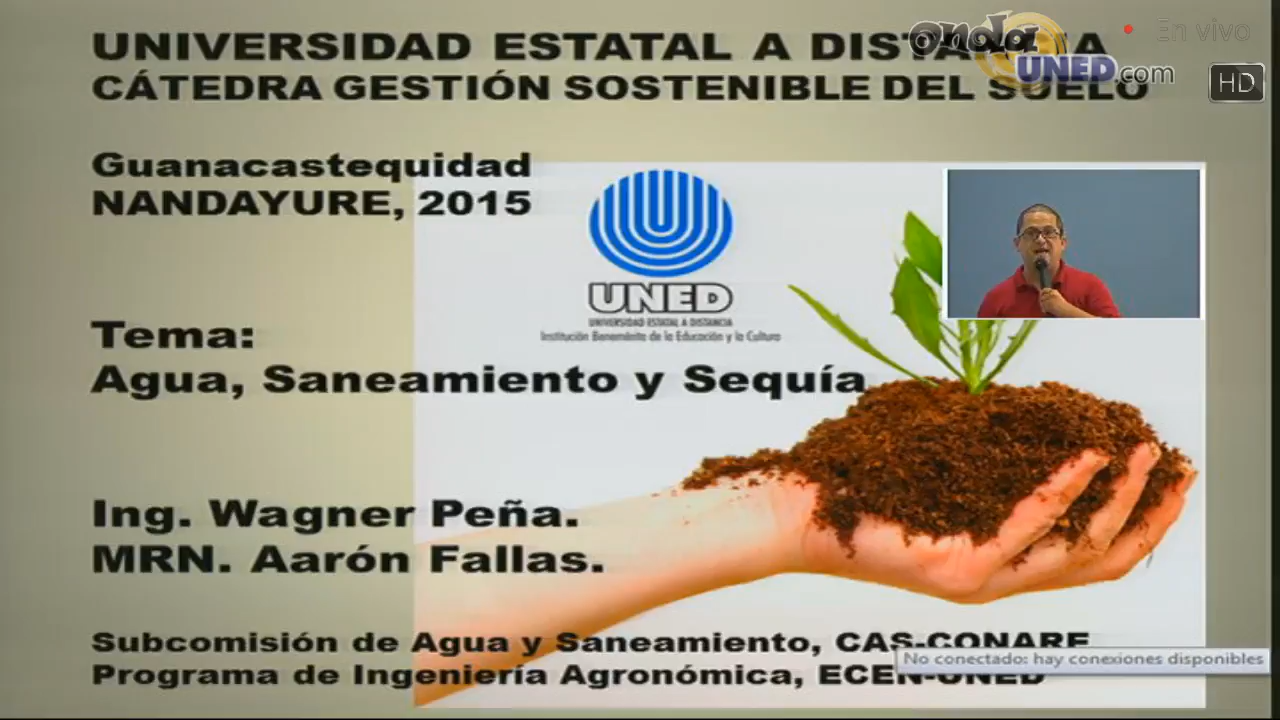 UNIVERSIDAD ESTATAL A DISTANCIA
onda UNED.com
En vivo
HD
CÁTEDRA GESTIÓN SOSTENIBLE DEL SUELO
Guanacastequidad
NANDAYURE, 2015
UNED
UNIVERSIDAD ESTATAL A DISTANCIA
Institución Benemérita de la Educación y la Cultura
Tema:
Agua, Saneamiento y Sequía
Ing. Wagner Peña.
MRN. Aarón Fallas.
Subcomisión de Agua y Saneamiento, CAS-CONARE
No conectado: hay conexiones disponibles
Programa de Ingeniería Agronómica, ECEN-UNED